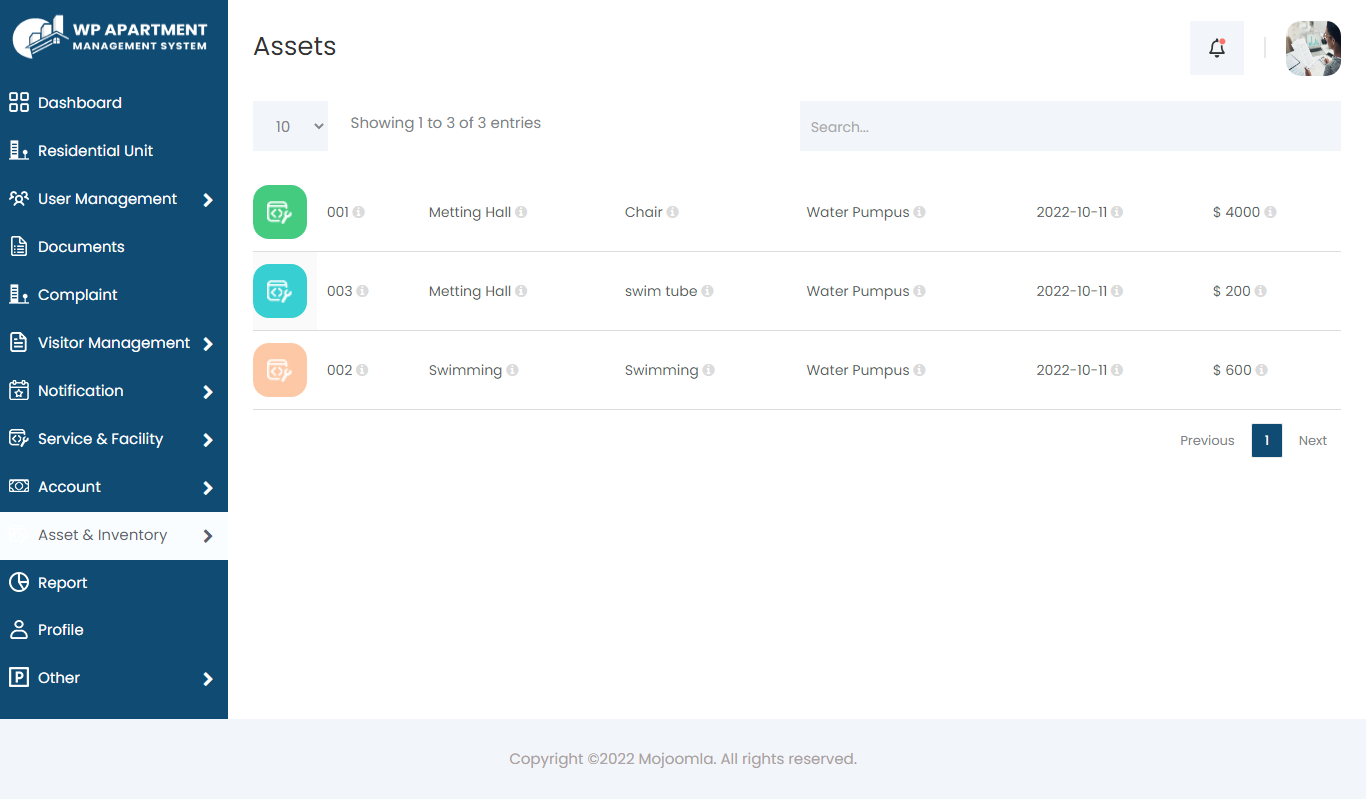 WP APARTMENT
MANAGEMENT SYSTEM
Dashboard
Residential Unit
User Management
Documents
Complaint
Visitor Management
Notification
Service & Facility
Account
Asset & Inventory
Report
Profile
P Other
Assets
10 Showing 1 to 3 of 3 entries Search...
001 Metting Hall Chair Water Pumpus 2022-10-11 $ 4000
003 Metting Hall swim tube Water Pumpus 2022-10-11 $ 200
002 Swimming Swimming Water Pumpus 2022-10-11 $ 600
Previous 1 Next
Copyright ©2022 Mojoomla. All rights reserved.